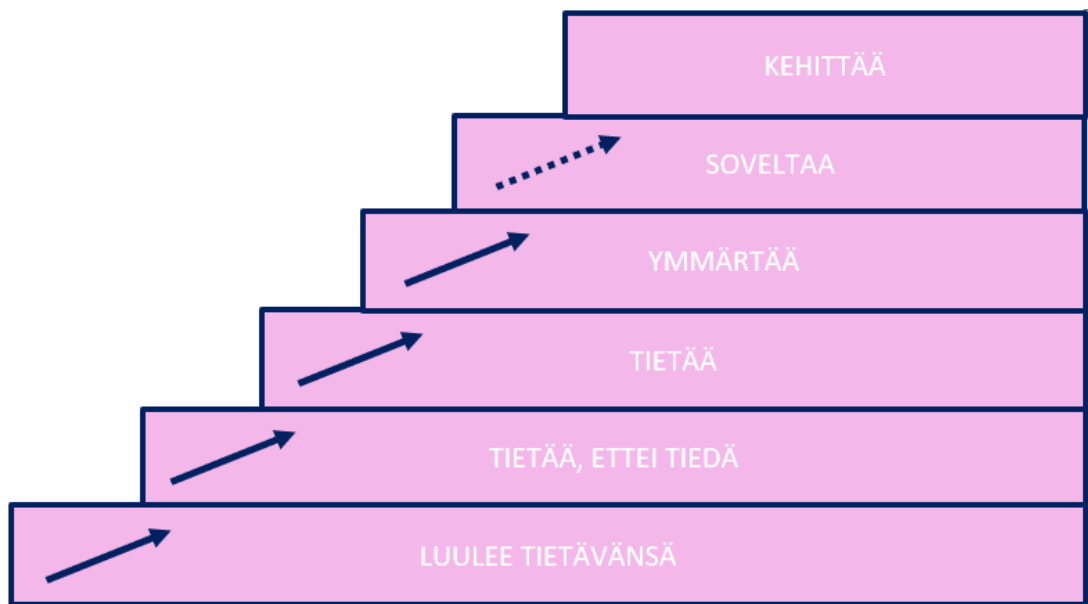 KEHITTÄÄ
SOVELTAA
YMMÄRTÄÄ
TIETÄÄ
TIETÄÄ, ETTEI TIEDÄ
LUULEE TIETÄVÄNSÄ